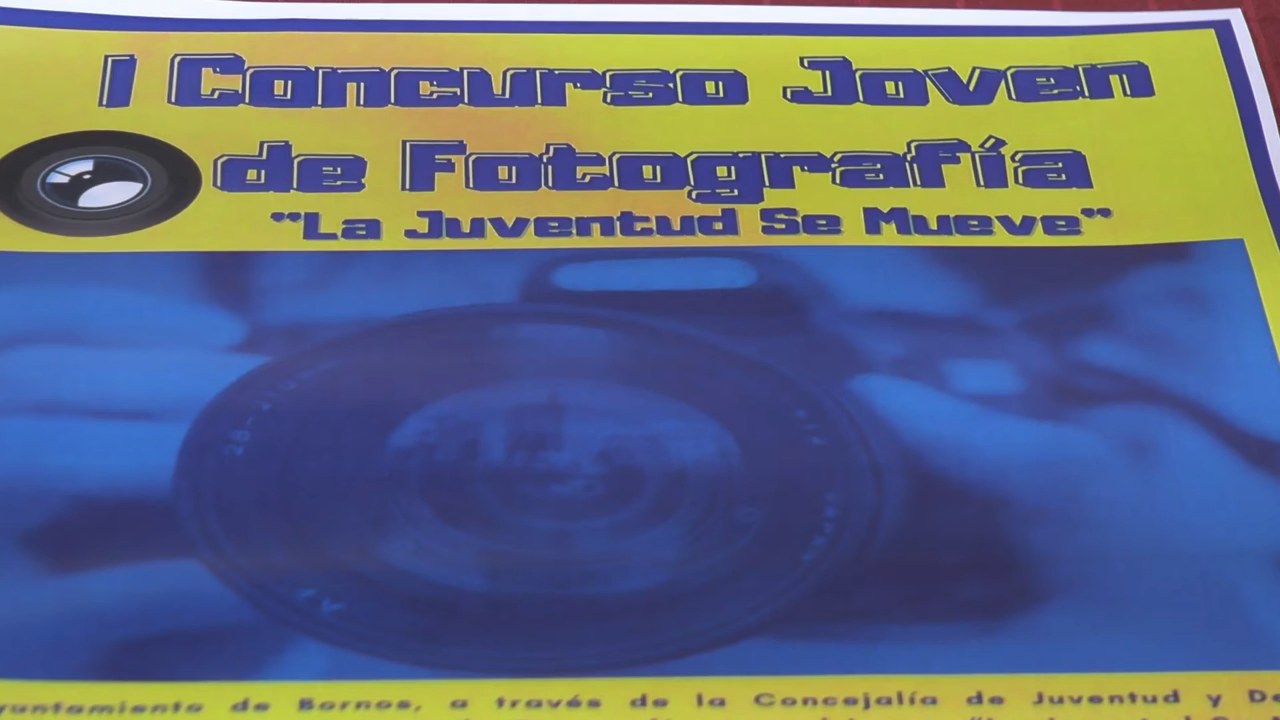 I Concurso Joven
de Fotografía
"La Juventud Se Mueve"
de Bornos, a través de la Concejalía de Juventud y